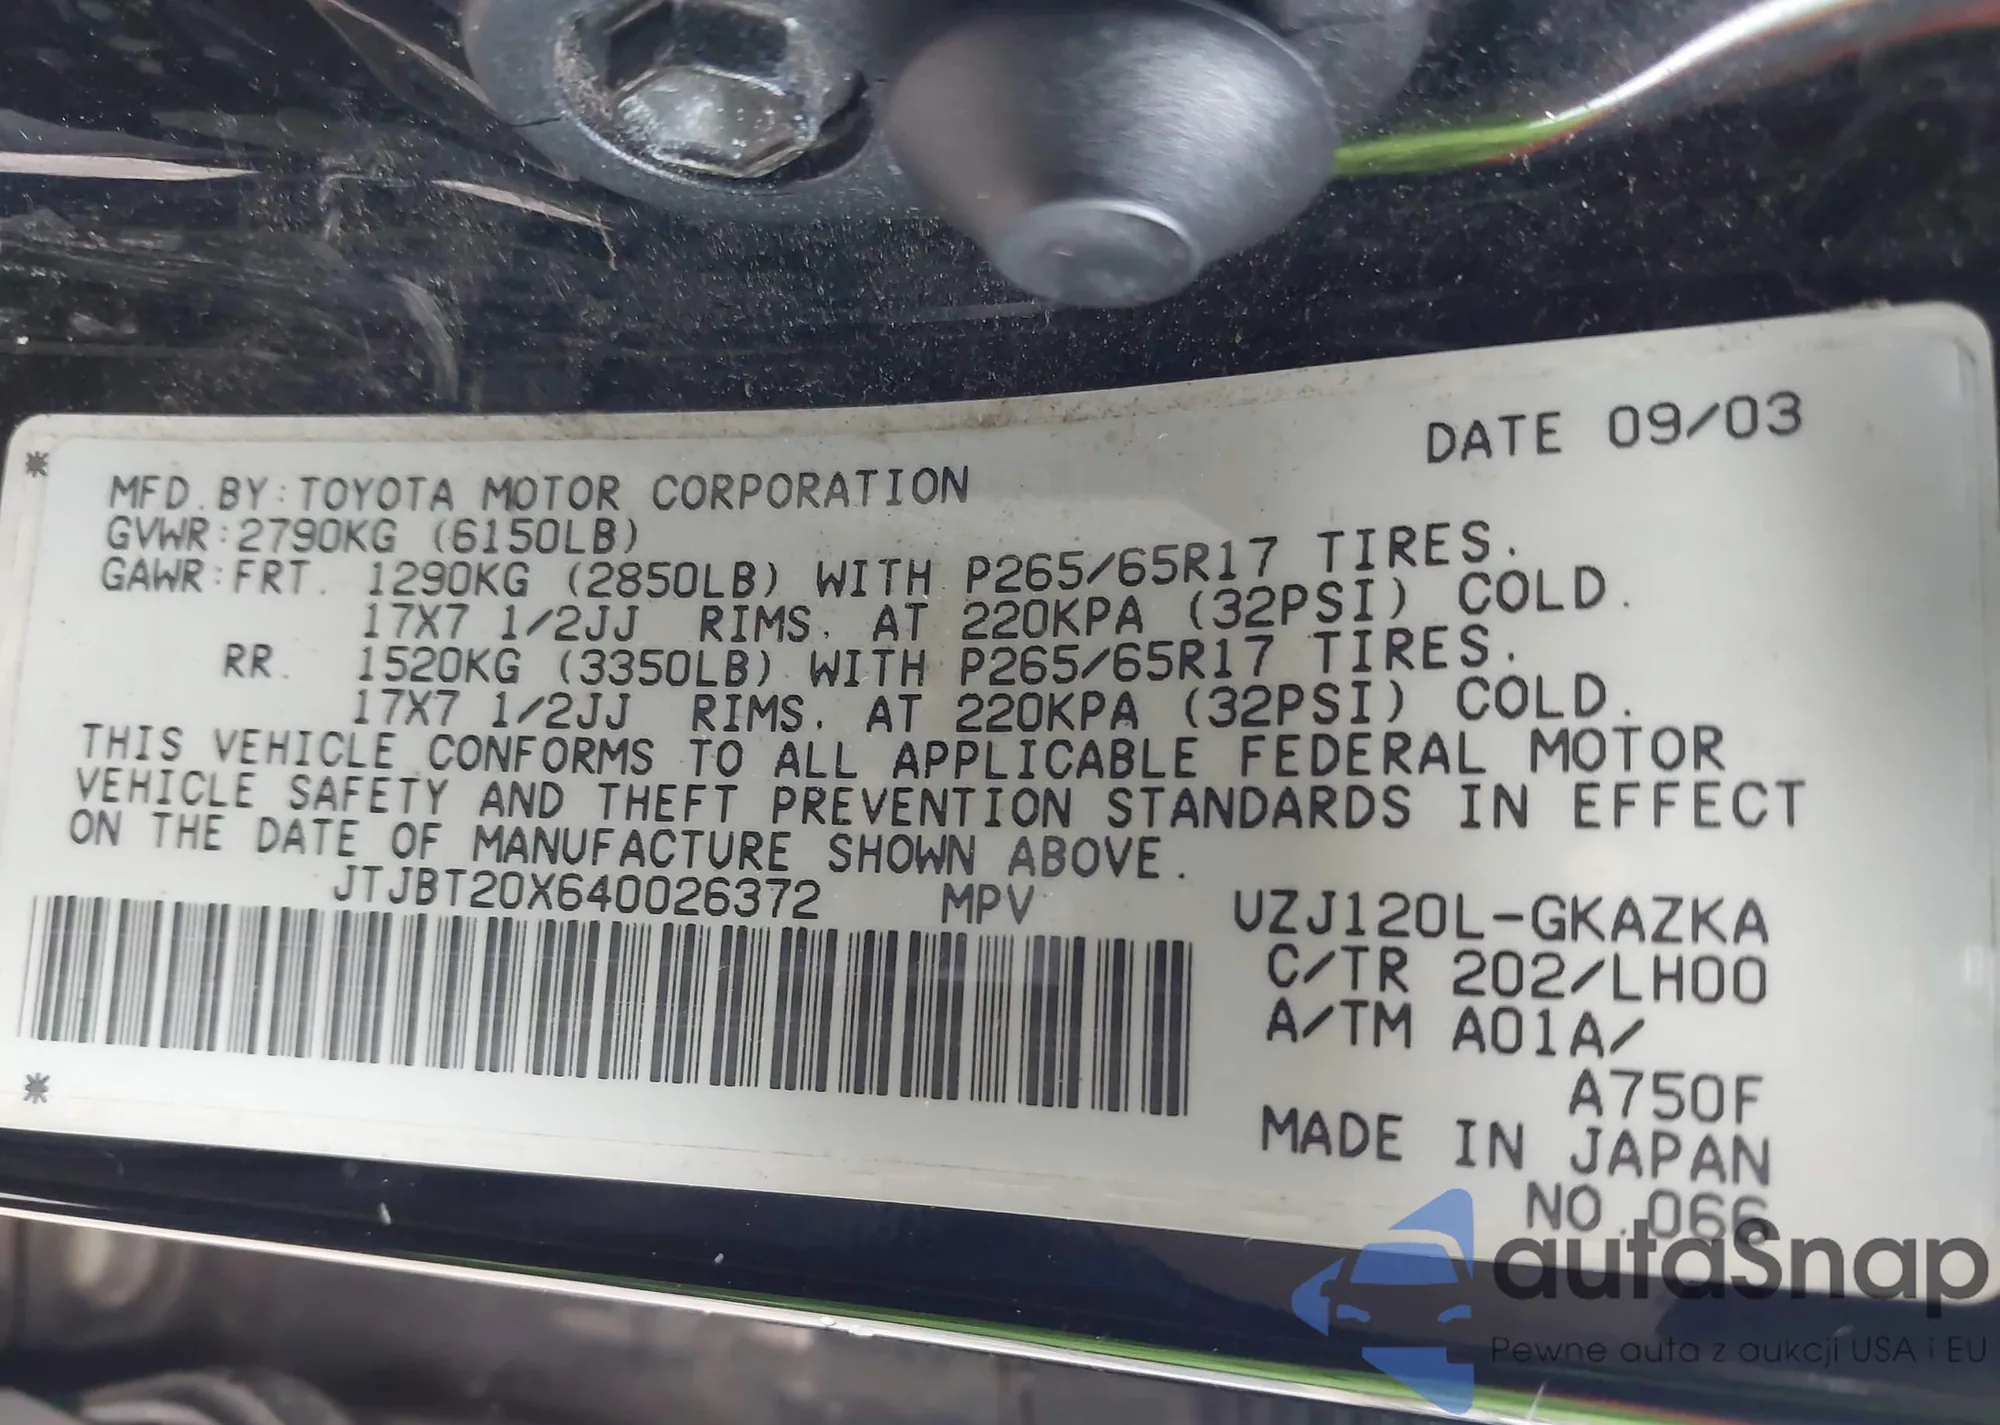 DATE 09/03
MFD.BY:TOYOTA MOTOR CORPORATION
GVWR:2790KG (6150LB)
GAWR:FRT. 1290KG (2850LB) WITH P265/65R17 TIRES.
17X7 1/2JJ RIMS. AT 220KPA (32PSI) COLD.
RR. 1520KG (3350LB) WITH P265/65R17 TIRES.
17X7 1/2JJ RIMS. AT 220KPA (32PSI) COLD.
THIS VEHICLE CONFORMS TO ALL APPLICABLE FEDERAL MOTOR
VEHICLE SAFETY AND THEFT PREVENTION STANDARDS IN EFFECT
ON THE DATE OF MANUFACTURE SHOWN ABOVE.
JTJBT20X640026372 MPV UZJ120L-GKAZKA
C/TR 202/LH00
A/TM A01A/
A750F
MADE IN JAPAN
NO.066
autaSnap
Pewne auta z aukcji USA i EU